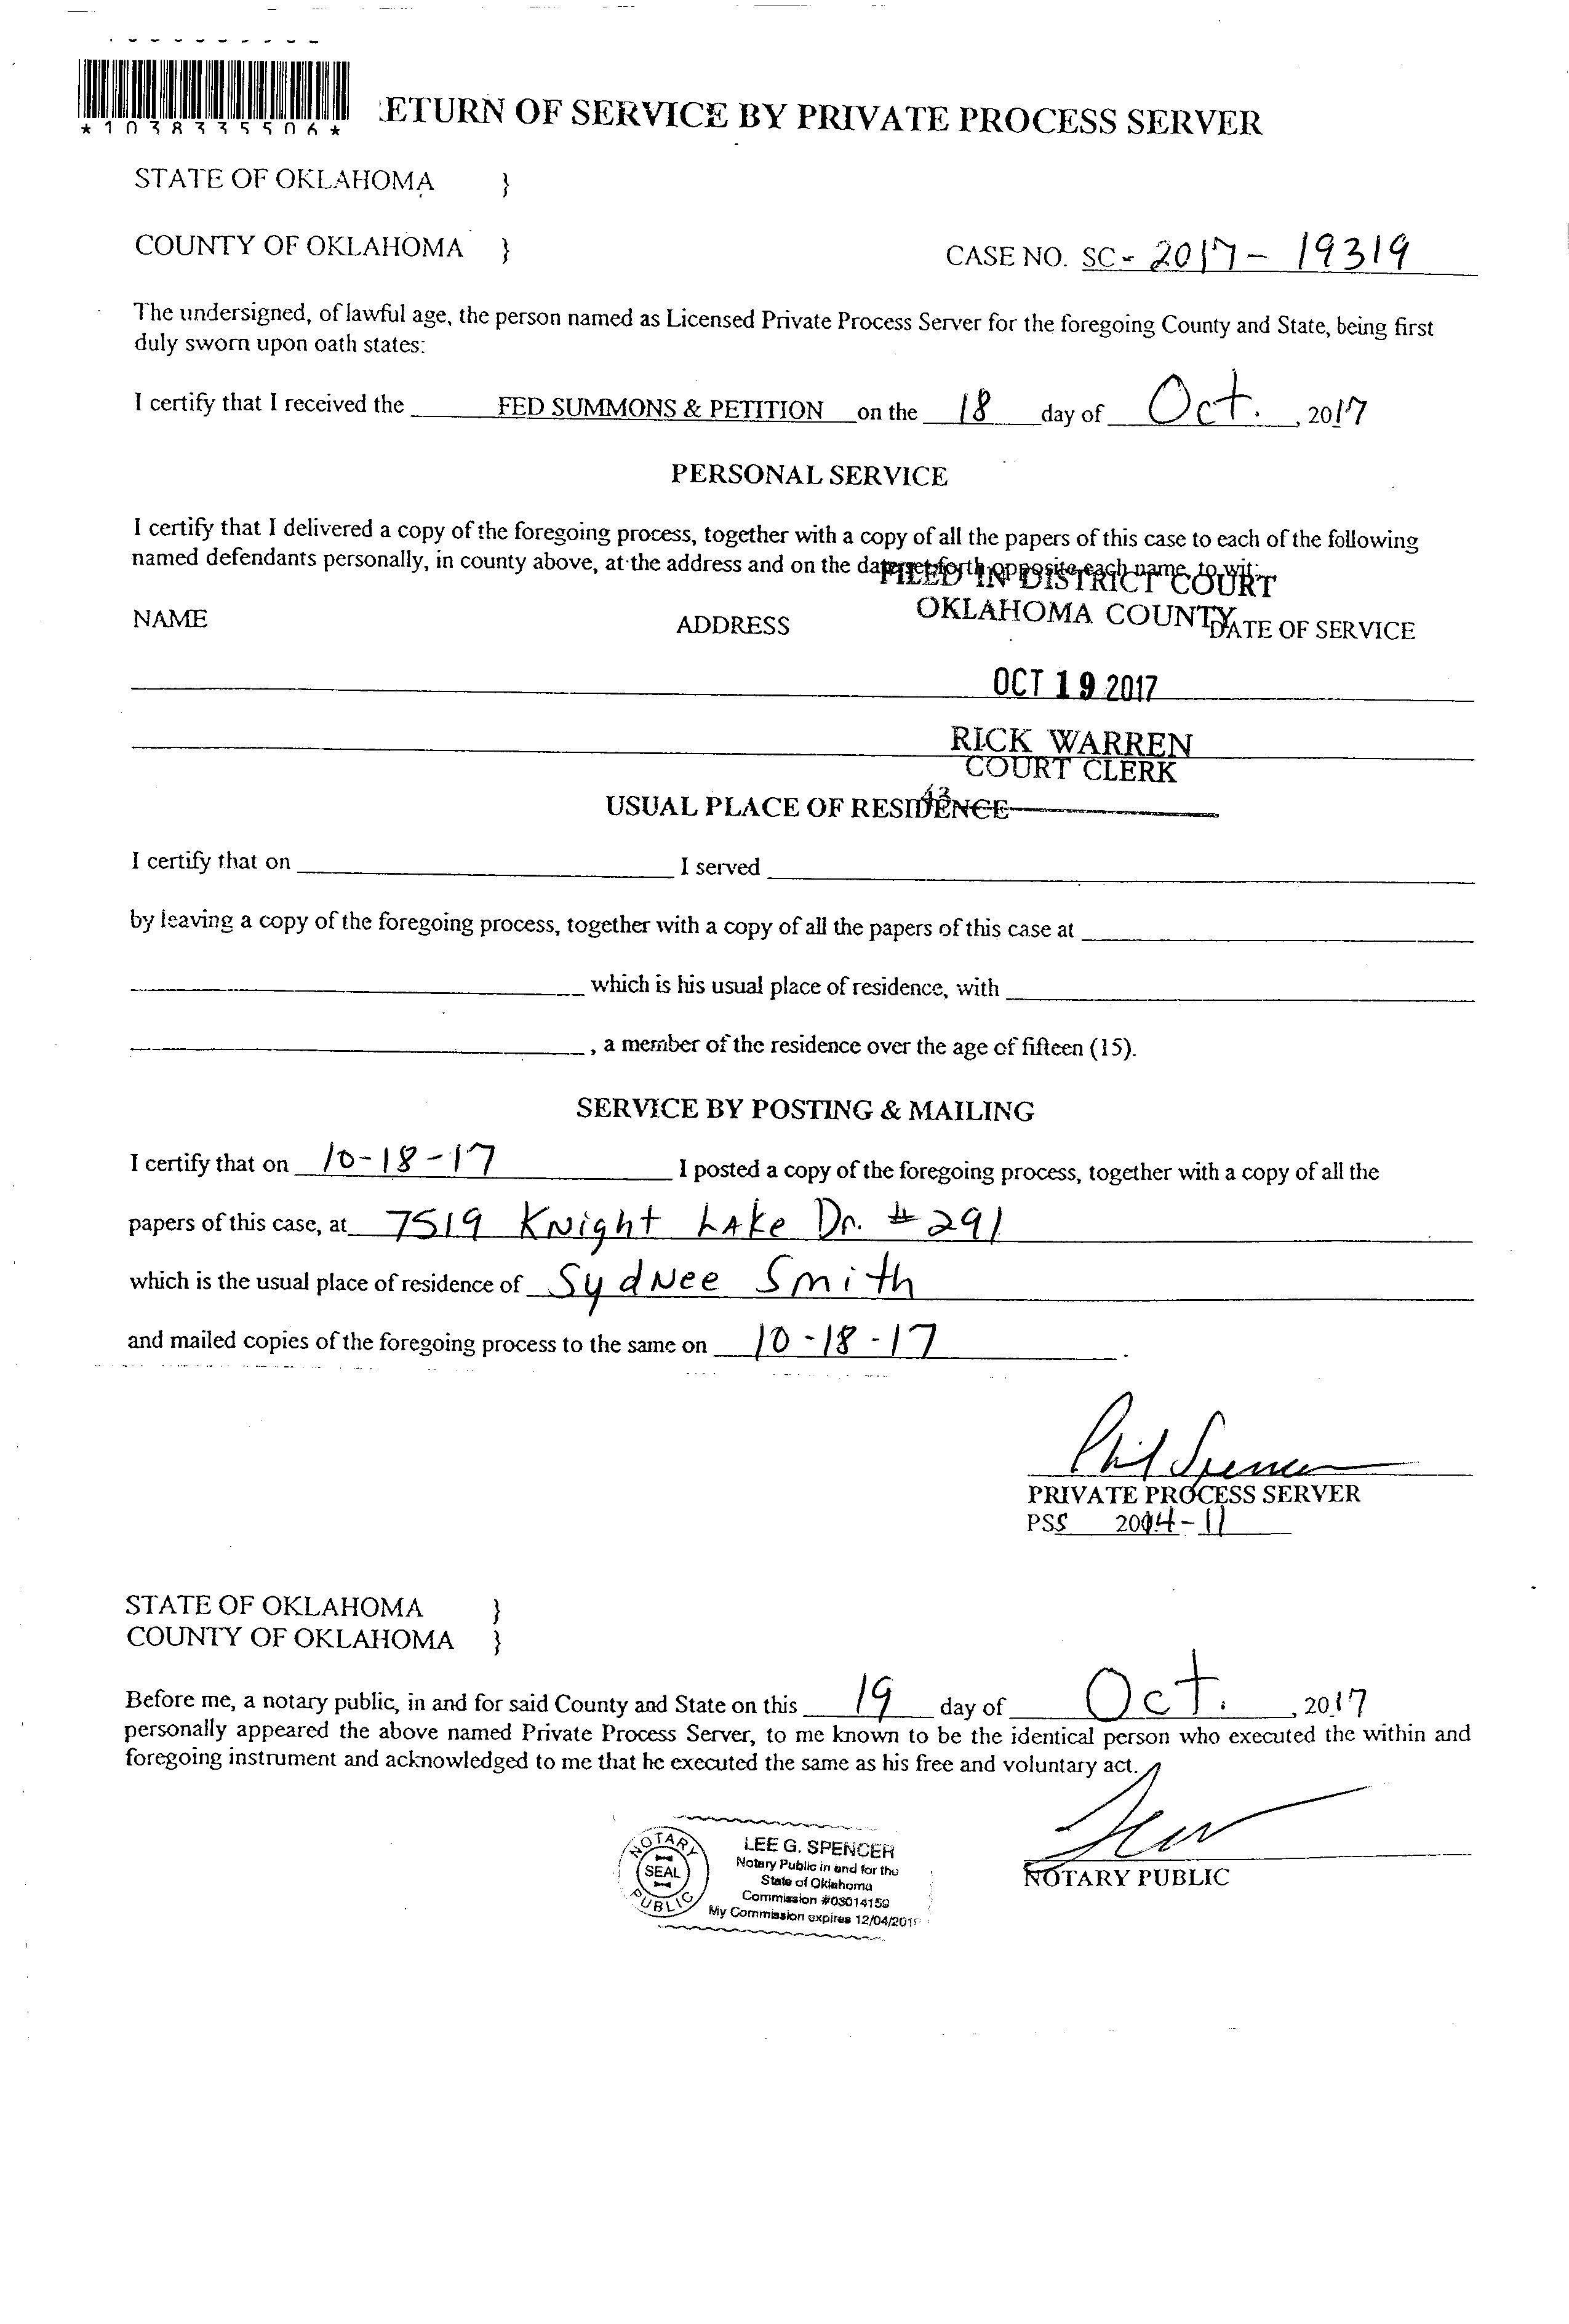 *1038335506*
ETURN OF SERVICE BY PRIVATE PROCESS SERVER
STATE OF OKLAHOMA }
COUNTY OF OKLAHOMA }
CASE NO. SC - 2017 - 19319
The undersigned, of lawful age, the person named as Licensed Private Process Server for the foregoing County and State, being first
duly sworn upon oath states:
I certify that I received the FED SUMMONS & PETITION on the 18 day of Oct. , 2017
PERSONAL SERVICE
I certify that I delivered a copy of the foregoing process, together with a copy of all the papers of this case to each of the following
named defendants personally, in county above, at the address and on the date set forth opposite each name, to wit:
FILED IN DISTRICT COURT
OKLAHOMA COUNTY
NAME ADDRESS DATE OF SERVICE
OCT 19 2017
RICK WARREN
COURT CLERK
43
USUAL PLACE OF RESIDENCE
I certify that on I served
by leaving a copy of the foregoing process, together with a copy of all the papers of this case at
which is his usual place of residence, with
, a member of the residence over the age of fifteen (15).
SERVICE BY POSTING & MAILING
I certify that on 10-18-17 I posted a copy of the foregoing process, together with a copy of all the
papers of this case, at 7519 Knight Lake Dr. #291
which is the usual place of residence of Sydnee Smith
and mailed copies of the foregoing process to the same on 10-18-17 .
Phil Spencer
PRIVATE PROCESS SERVER
PSS 2014-11
STATE OF OKLAHOMA }
COUNTY OF OKLAHOMA }
Before me, a notary public, in and for said County and State on this 19 day of Oct. , 2017
personally appeared the above named Private Process Server, to me known to be the identical person who executed the within and
foregoing instrument and acknowledged to me that he executed the same as his free and voluntary act.
NOTARY PUBLIC
NOTARY
SEAL
PUBLIC
LEE G. SPENCER
Notary Public in and for the
State of Oklahoma
Commission #03014159
My Commission expires 12/04/201